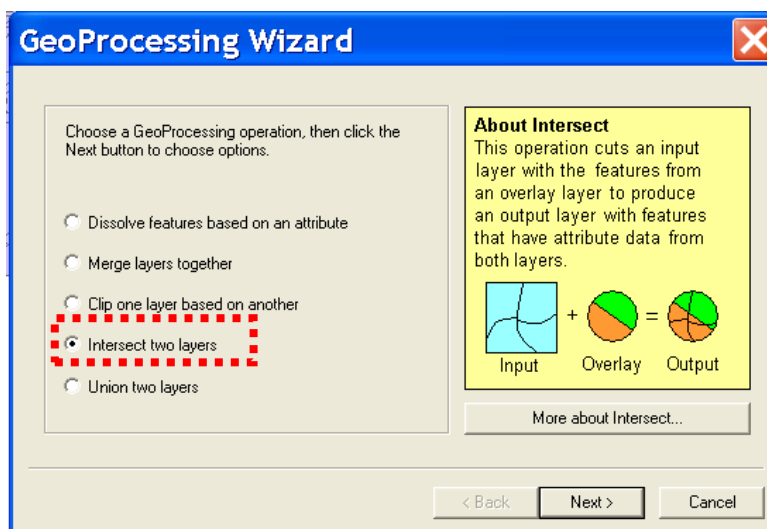 GeoProcessing Wizard
Choose a GeoProcessing operation, then click the
Next button to choose options.
Dissolve features based on an attribute
Merge layers together
Clip one layer based on another
Intersect two layers
Union two layers
About Intersect
This operation cuts an input
layer with the features from
an overlay layer to produce
an output layer with features
that have attribute data from
both layers.
+ =
Input Overlay Output
More about Intersect...
< Back Next > Cancel